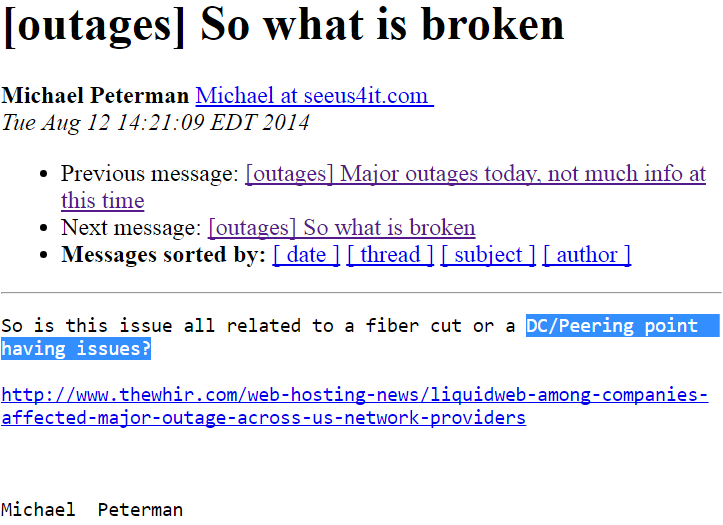 [outages] So what is broken
Michael Peterman Michael at seeus4it.com
Tue Aug 12 14:21:09 EDT 2014
• Previous message: [outages] Major outages today, not much info at
this time
• Next message: [outages] So what is broken
• Messages sorted by: [ date ] [ thread ] [ subject ] [ author ]
So is this issue all related to a fiber cut or a DC/Peering point
having issues?
http://www.thewhir.com/web-hosting-news/liquidweb-among-companies-
affected-major-outage-across-us-network-providers
Michael  Peterman